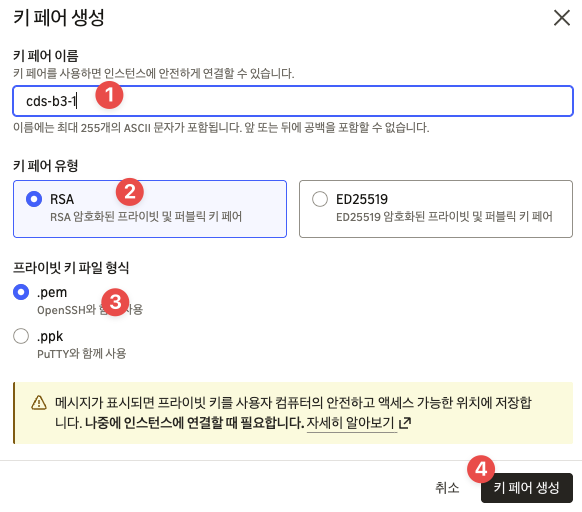 키 페어 생성
키 페어 이름
키 페어를 사용하면 인스턴스에 안전하게 연결할 수 있습니다.
cds-b3-1
1
이름에는 최대 255개의 ASCII 문자가 포함됩니다. 앞 또는 뒤에 공백을 포함할 수 없습니다.
키 페어 유형
RSA
2
RSA 암호화된 프라이빗 및 퍼블릭 키 페어
ED25519
ED25519 암호화된 프라이빗 및 퍼블릭 키 페어
프라이빗 키 파일 형식
.pem
3
OpenSSH와 사용
.ppk
PuTTY와 함께 사용
메시지가 표시되면 프라이빗 키를 사용자 컴퓨터의 안전하고 액세스 가능한 위치에 저장합
니다. 나중에 인스턴스에 연결할 때 필요합니다. 자세히 알아보기
4
취소
키 페어 생성